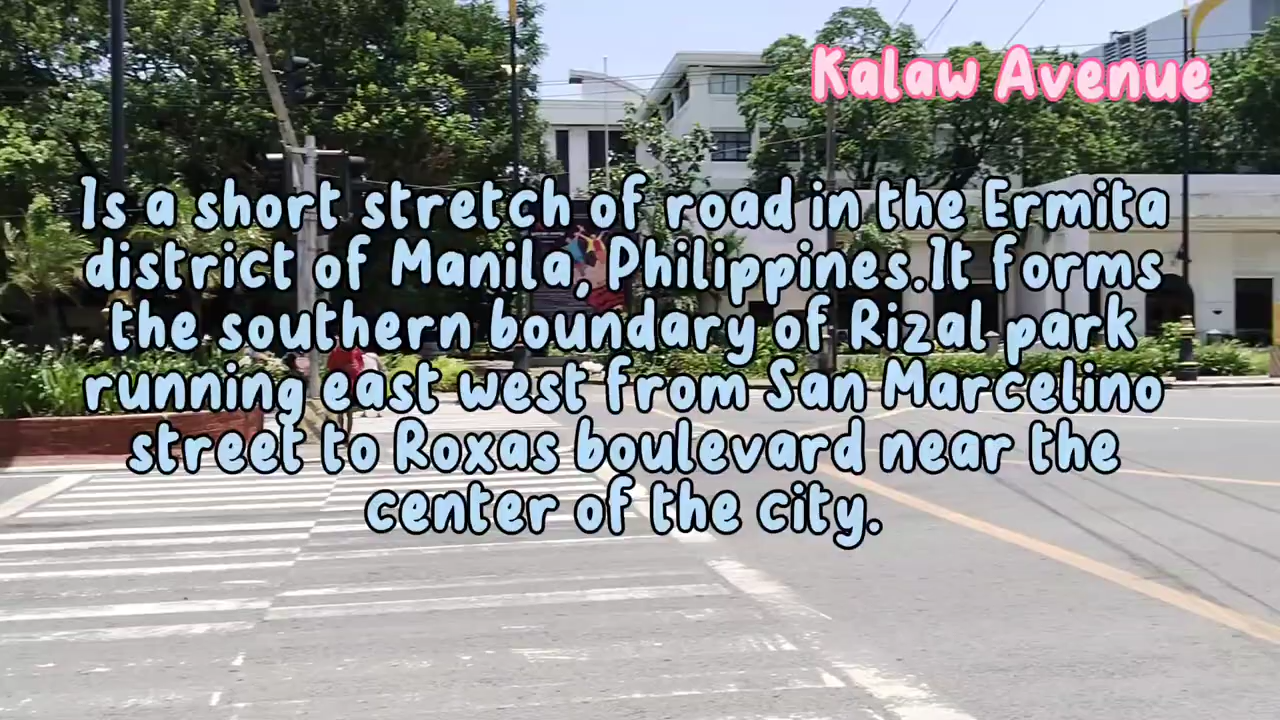 Kalaw Avenue
Is a short stretch of road in the Ermita
district of Manila, Philippines.It forms
the southern boundary of Rizal park
running east west from San Marcelino
street to Roxas boulevard near the
center of the city.